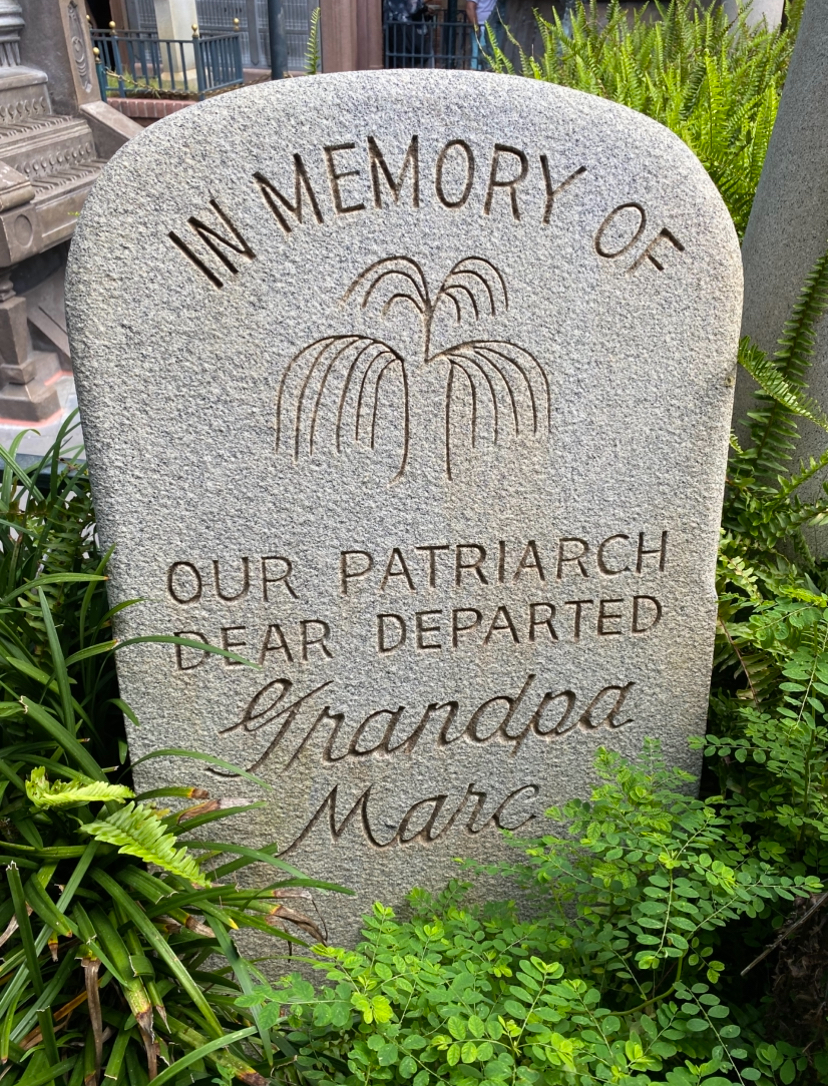 IN MEMORY OF
OUR PATRIARCH
DEAR DEPARTED
Grandpa
Marc